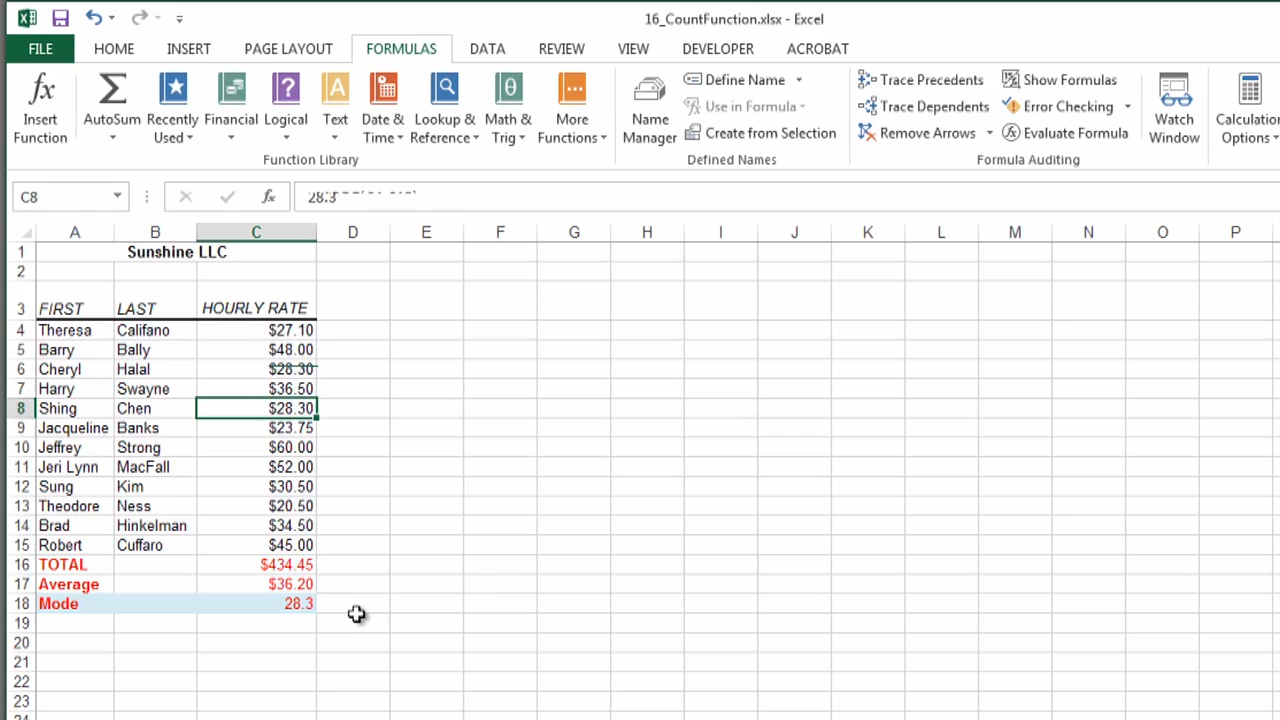 16_CountFunction.xlsx - Excel
FILE HOME INSERT PAGE LAYOUT FORMULAS DATA REVIEW VIEW DEVELOPER ACROBAT
fx Σ ? A θ ...
Insert Function AutoSum Recently Used Financial Logical Text Date & Time Lookup & Reference Math & Trig More Functions
Function Library
Name Manager
Define Name
Use in Formula
Create from Selection
Defined Names
Trace Precedents Show Formulas
Trace Dependents Error Checking
Remove Arrows Evaluate Formula
Formula Auditing
Watch Window
Calculation Options
C8 fx 28.3
A B C D E F G H I J K L M N O P
1 Sunshine LLC
2
3 FIRST LAST HOURLY RATE
4 Theresa Califano $27.10
5 Barry Bally $48.00
6 Cheryl Halal $28.30
7 Harry Swayne $36.50
8 Shing Chen $28.30
9 Jacqueline Banks $23.75
10 Jeffrey Strong $60.00
11 Jeri Lynn MacFall $52.00
12 Sung Kim $30.50
13 Theodore Ness $20.50
14 Brad Hinkelman $34.50
15 Robert Cuffaro $45.00
16 TOTAL $434.45
17 Average $36.20
18 Mode 28.3
19
20
21
22
23